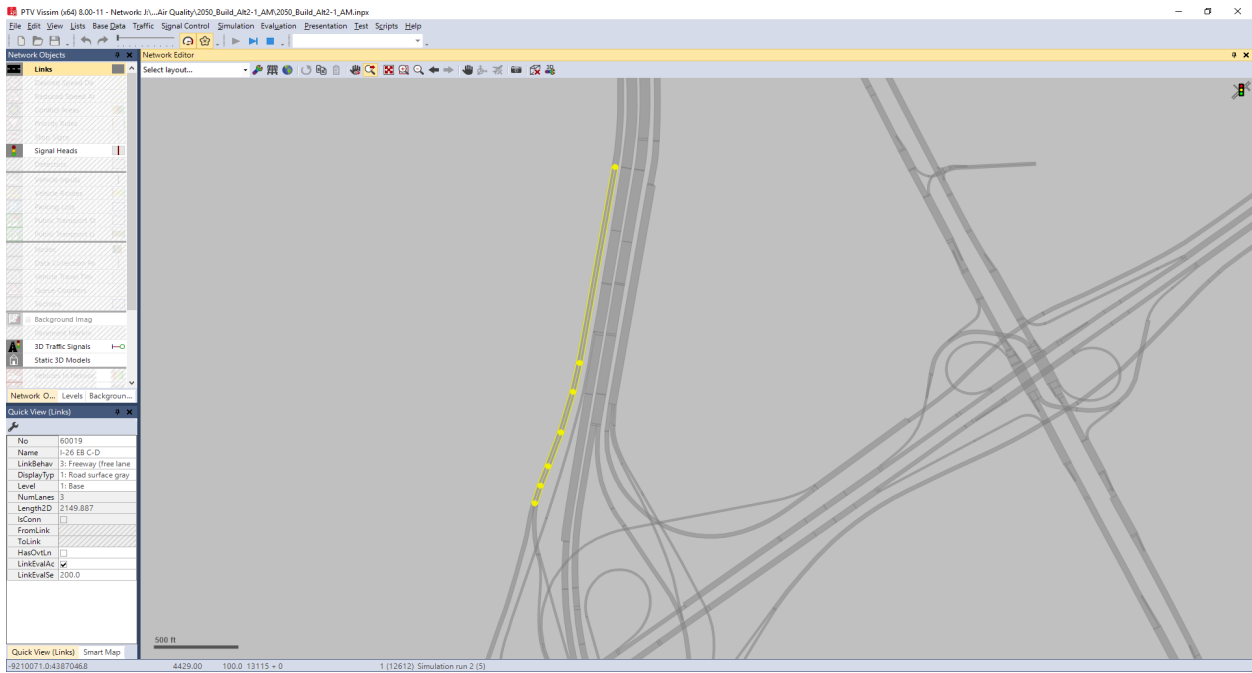 PTV Vissim (x64) 8.00-11 - Network: J:\...Air Quality\2050_Build_Alt2-1_AM\2050_Build_Alt2-1_AM.inpx
File Edit View Lists Base Data Traffic Signal Control Simulation Evaluation Presentation Test Scripts Help
Network Objects
Network Editor
Links
Select layout...
Signal Heads
Background Imag
3D Traffic Signals
Static 3D Models
Network O... Levels Backgroun...
Quick View (Links)
No 60019
Name I-26 EB C-D
LinkBehav 3: Freeway (free lane
DisplayTyp 1: Road surface gray
Level 1: Base
NumLanes 3
Length2D 2149.887
IsConn
FromLink
ToLink
HasOvtLn
LinkEvalAc
LinkEvalSe 200.0
500 ft
Quick View (Links) Smart Map
-9210071.0:4387046.8 4429.00 100.0 13115 + 0 1 (12612) Simulation run 2 (5)